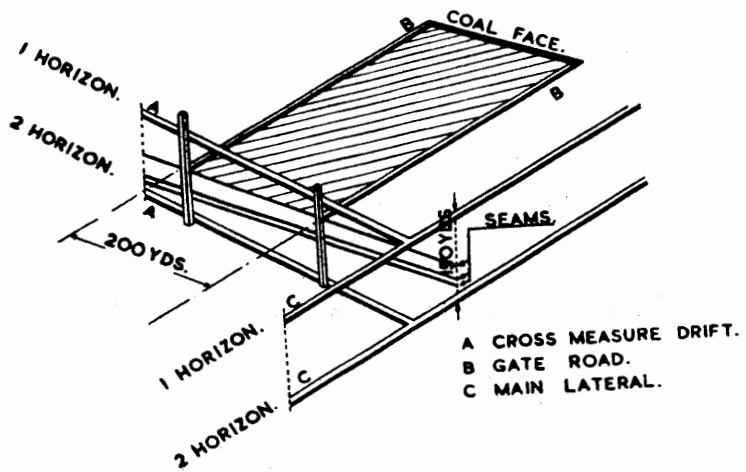 B
COAL FACE.
1 HORIZON.
A
B
2 HORIZON.
A
SEAMS.
200 YDS.
C
1 HORIZON.
A CROSS MEASURE DRIFT.
B GATE ROAD.
C MAIN LATERAL.
C
2 HORIZON.